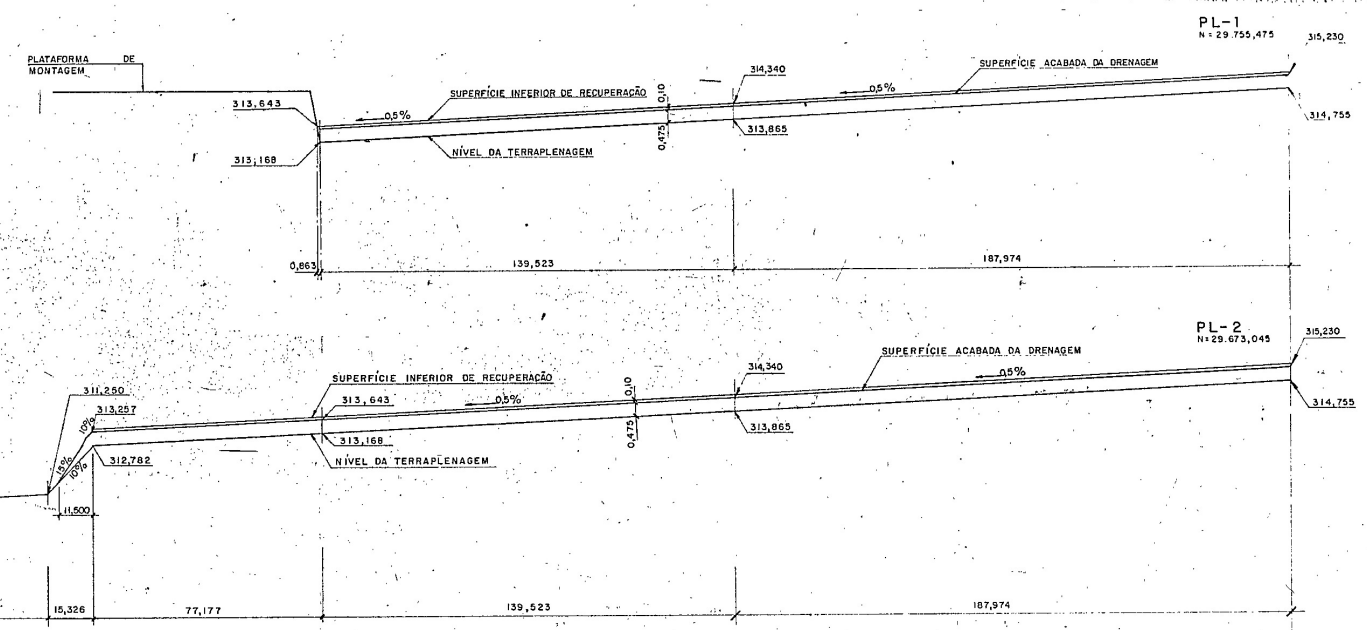 PL-1
N = 29.755,475
315,230
PLATAFORMA DE
MONTAGEM
314,340
SUPERFÍCIE ACABADA DA DRENAGEM
0,5%
SUPERFÍCIE INFERIOR DE RECUPERAÇÃO
0,10
313,643
0,5%
314,755
313,865
0,475
313,168
NÍVEL DA TERRAPLENAGEM
0,863
139,523
187,974
PL-2
N=29.673,045
315,230
SUPERFÍCIE ACABADA DA DRENAGEM
314,340
0,5%
SUPERFÍCIE INFERIOR DE RECUPERAÇÃO
0,10
311,250
313,643
0,5%
313,257
314,755
10%
313,865
0,475
313,168
15%
10%
312,782
NÍVEL DA TERRAPLENAGEM
11,500
15,326
77,177
139,523
187,974